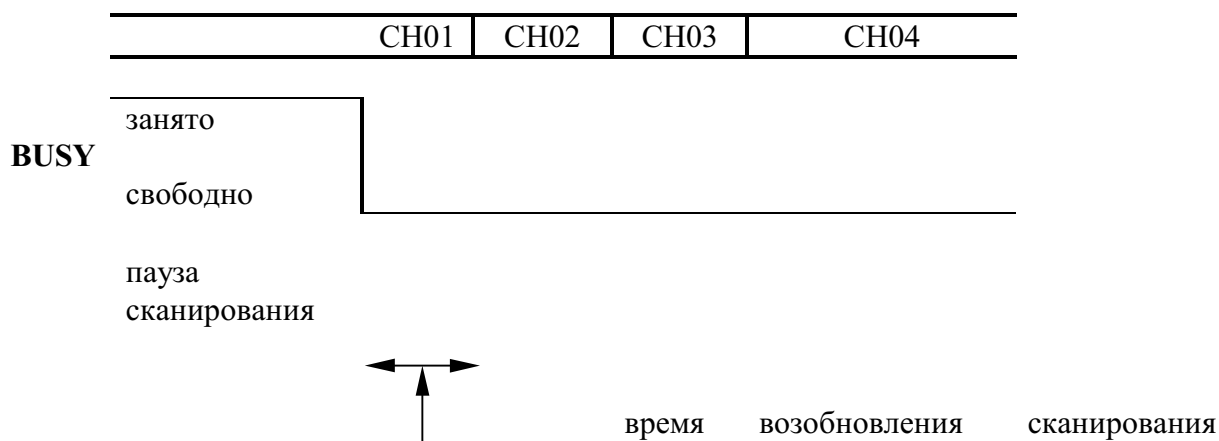 CH01 CH02 CH03 CH04
занято
BUSY
свободно
пауза
сканирования
время возобновления сканирования